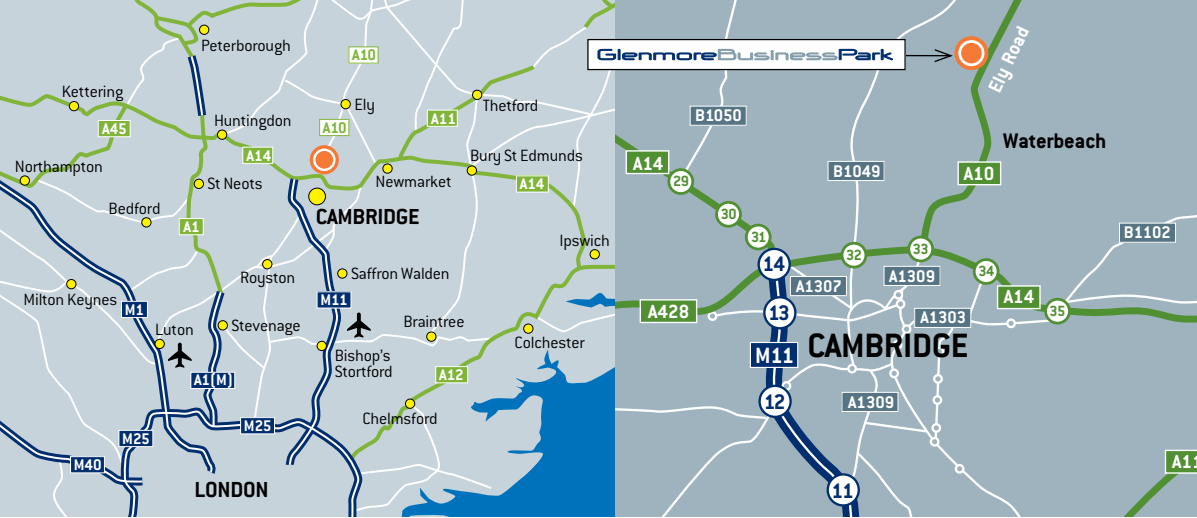 Peterborough
A10
Kettering
Ely
Thetford
A45
Huntingdon
A10
A11
A14
Northampton
Bury St Edmunds
St Neots
Newmarket
A14
Bedford
CAMBRIDGE
A1
Ipswich
Royston
Saffron Walden
Milton Keynes
M1
M11
Luton
Stevenage
Braintree
Colchester
Bishop's
Stortford
A1(M)
A12
Chelmsford
M25
M25
M40
LONDON
GlenmoreBusinessPark
Ely Road
B1050
Waterbeach
A14
29
B1049
A10
30
31
B1102
32
33
14
A1309
34
A1307
A14
A428
13
A1303
35
CAMBRIDGE
M11
12
A1309
A11
11